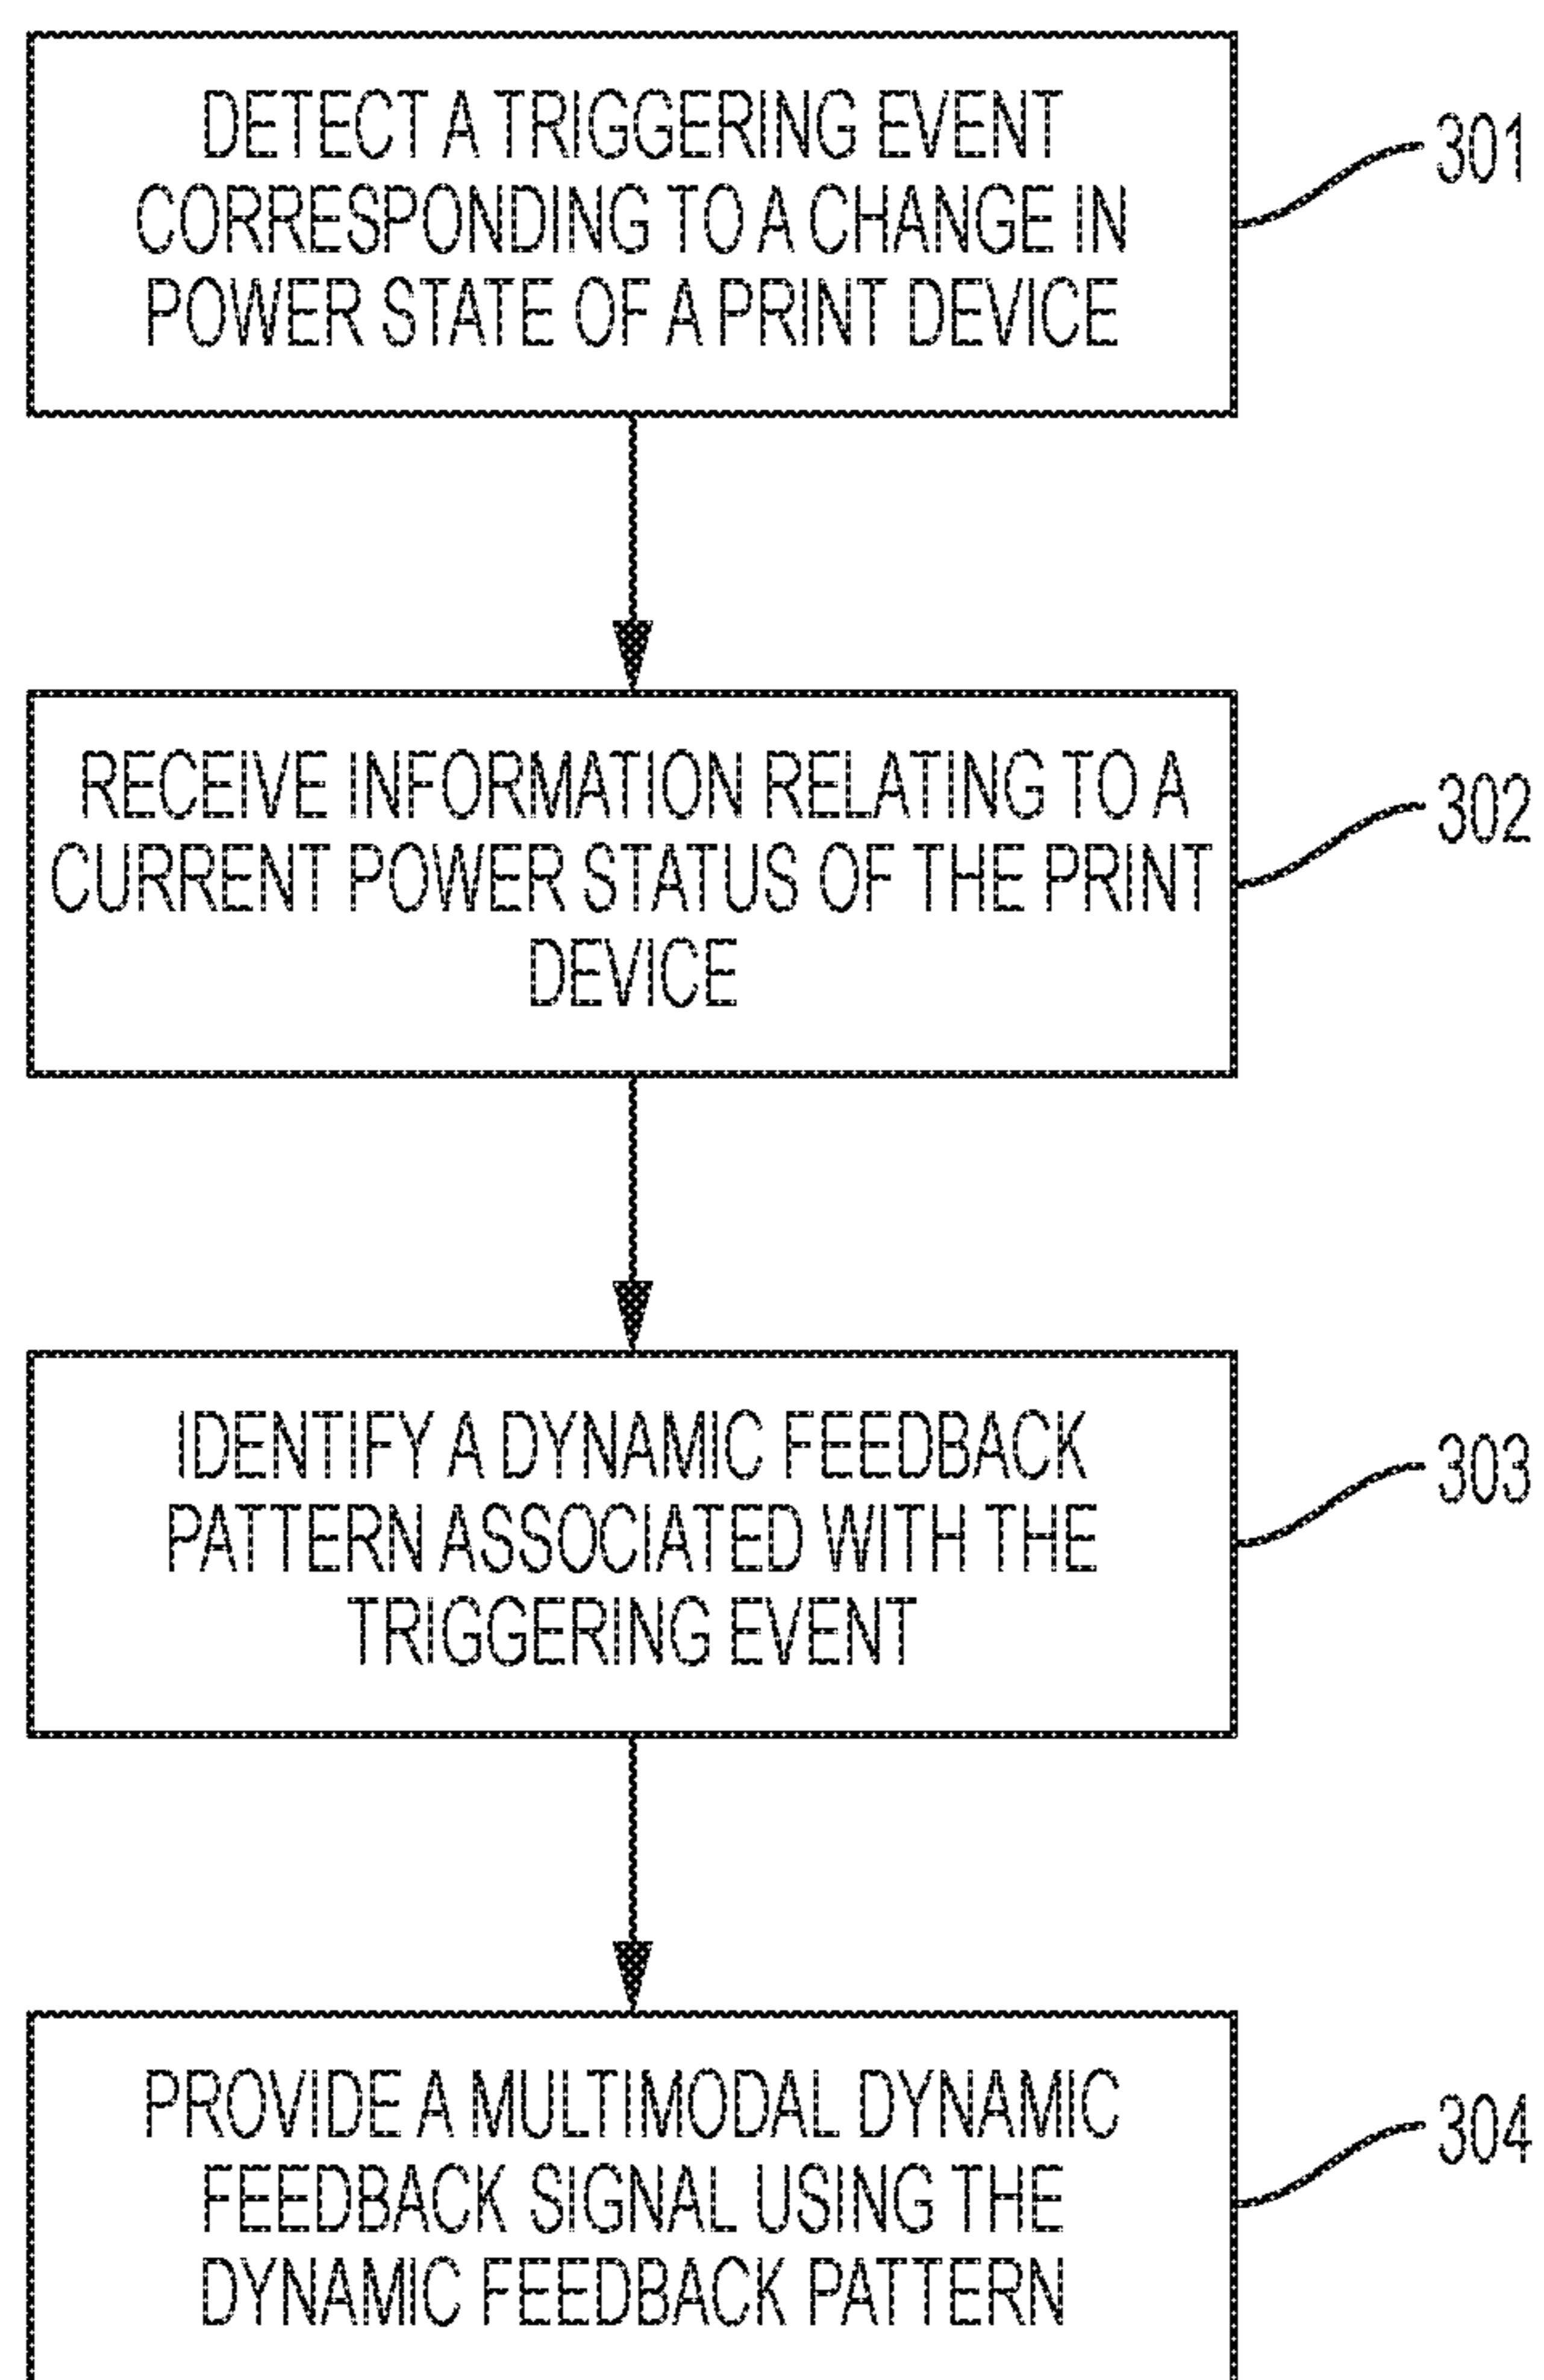 DETECT A TRIGGERING EVENT
CORRESPONDING TO A CHANGE IN
POWER STATE OF A PRINT DEVICE
301
RECEIVE INFORMATION RELATING TO A
CURRENT POWER STATUS OF THE PRINT
DEVICE
302
IDENTIFY A DYNAMIC FEEDBACK
PATTERN ASSOCIATED WITH THE
TRIGGERING EVENT
303
PROVIDE A MULTIMODAL DYNAMIC
FEEDBACK SIGNAL USING THE
DYNAMIC FEEDBACK PATTERN
304